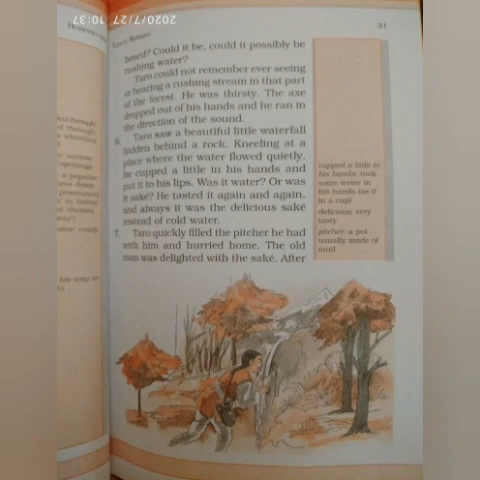 2020/7/27 10:37
31
TARO'S REWARD
heard? Could it be, could it possibly be
rushing water?
Taro could not remember ever seeing
or hearing a rushing stream in that part
of the forest. He was thirsty. The axe
dropped out of his hands and he ran in
the direction of the sound.
6. Taro saw a beautiful little waterfall
hidden behind a rock. Kneeling at a
place where the water flowed quietly,
he cupped a little in his hands and
put it to his lips. Was it water? Or was
it saké? He tasted it again and again,
and always it was the delicious saké
instead of cold water.
7. Taro quickly filled the pitcher he had
with him and hurried home. The old
man was delighted with the saké. After
cupped a little in
his hands: took
some water in
his hands (as if
in a cup)
delicious: very
tasty
pitcher: a pot
usually made of
mud